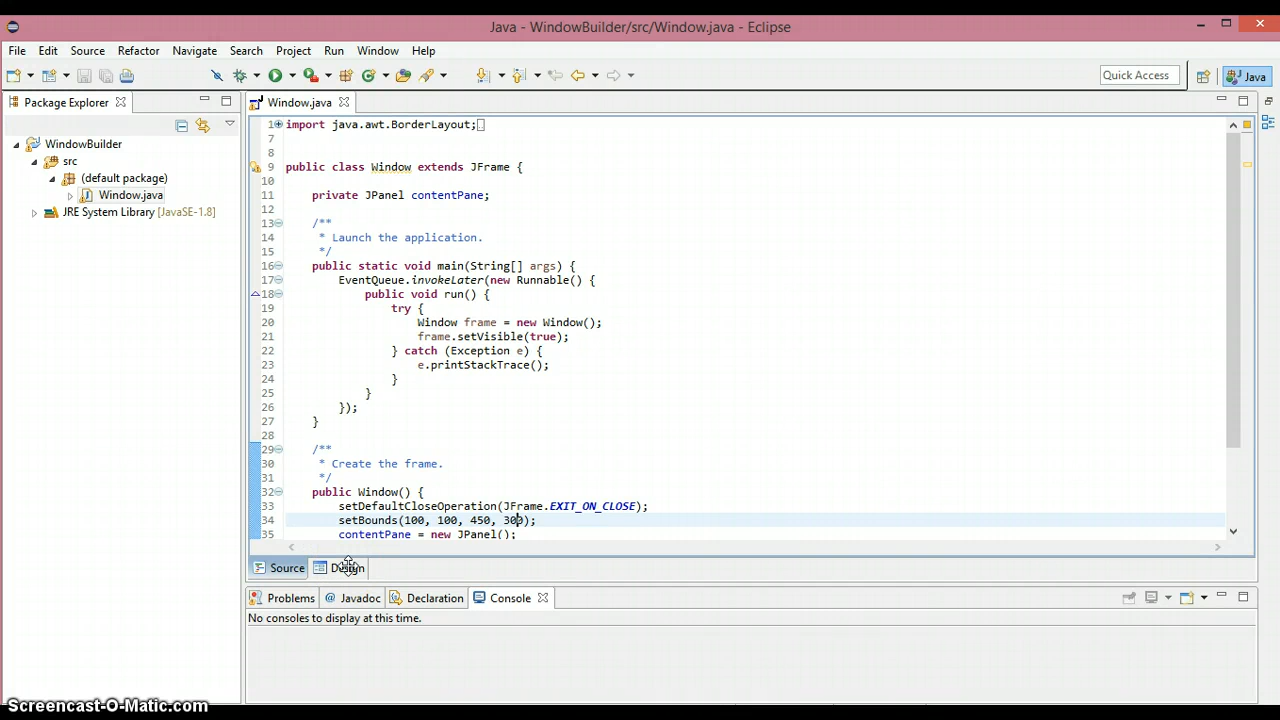 Java - WindowBuilder/src/Window.java - Eclipse
File Edit Source Refactor Navigate Search Project Run Window Help
Quick Access
Java
Package Explorer
Window.java
WindowBuilder
src
(default package)
Window.java
JRE System Library [JavaSE-1.8]
1 import java.awt.BorderLayout;
7
8
9 public class Window extends JFrame {
10
11 private JPanel contentPane;
12
13 /**
14 * Launch the application.
15 */
16 public static void main(String[] args) {
17 EventQueue.invokeLater(new Runnable() {
18 public void run() {
19 try {
20 Window frame = new Window();
21 frame.setVisible(true);
22 } catch (Exception e) {
23 e.printStackTrace();
24 }
25 }
26 });
27 }
28
29 /**
30 * Create the frame.
31 */
32 public Window() {
33 setDefaultCloseOperation(JFrame.EXIT_ON_CLOSE);
34 setBounds(100, 100, 450, 300);
35 contentPane = new JPanel();
Source Design
Problems @ Javadoc Declaration Console
No consoles to display at this time.
Screencast-O-Matic.com